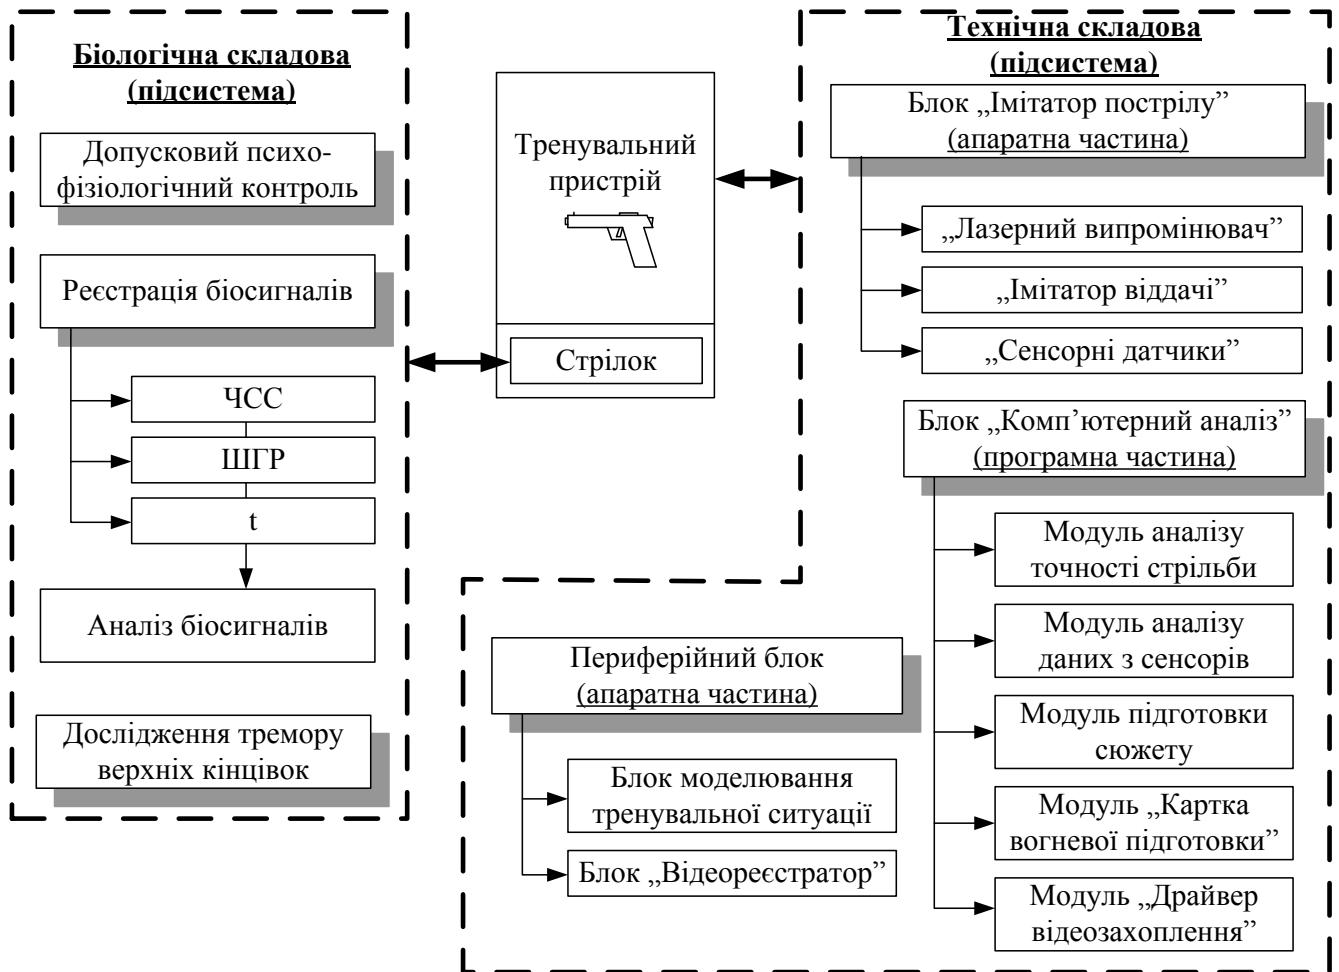 Біологічна складова
(підсистема)
Допусковий психо-
фізіологічний контроль
Реєстрація біосигналів
ЧСС
ШГР
t
Аналіз біосигналів
Дослідження тремору
верхніх кінцівок
Тренувальний
пристрій
Стрілок
Технічна складова
(підсистема)
Блок „Імітатор пострілу”
(апаратна частина)
„Лазерний випромінювач”
„Імітатор віддачі”
„Сенсорні датчики”
Блок „Комп’ютерний аналіз”
(програмна частина)
Модуль аналізу
точності стрільби
Модуль аналізу
даних з сенсорів
Модуль підготовки
сюжету
Модуль „Картка
вогневої підготовки”
Модуль „Драйвер
відеозахоплення”
Периферійний блок
(апаратна частина)
Блок моделювання
тренувальної ситуації
Блок „Відеореєстратор”